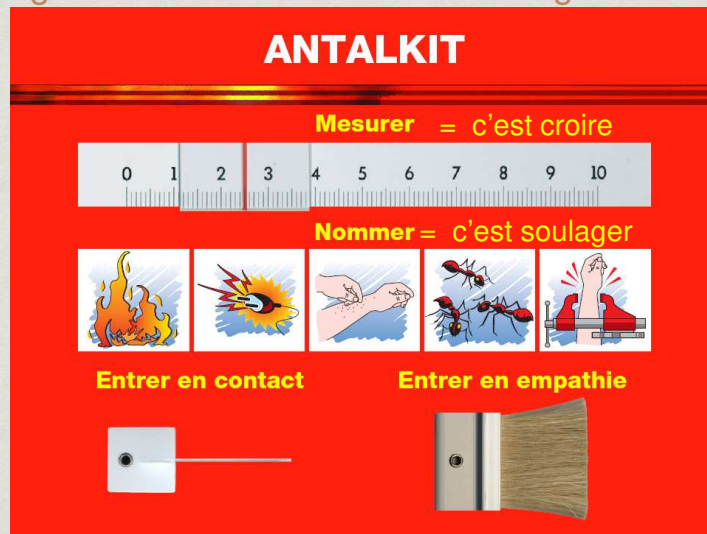 ANTALKIT
Mesurer = c'est croire
0 1 2 3 4 5 6 7 8 9 10
Nommer = c'est soulager
Entrer en contact Entrer en empathie